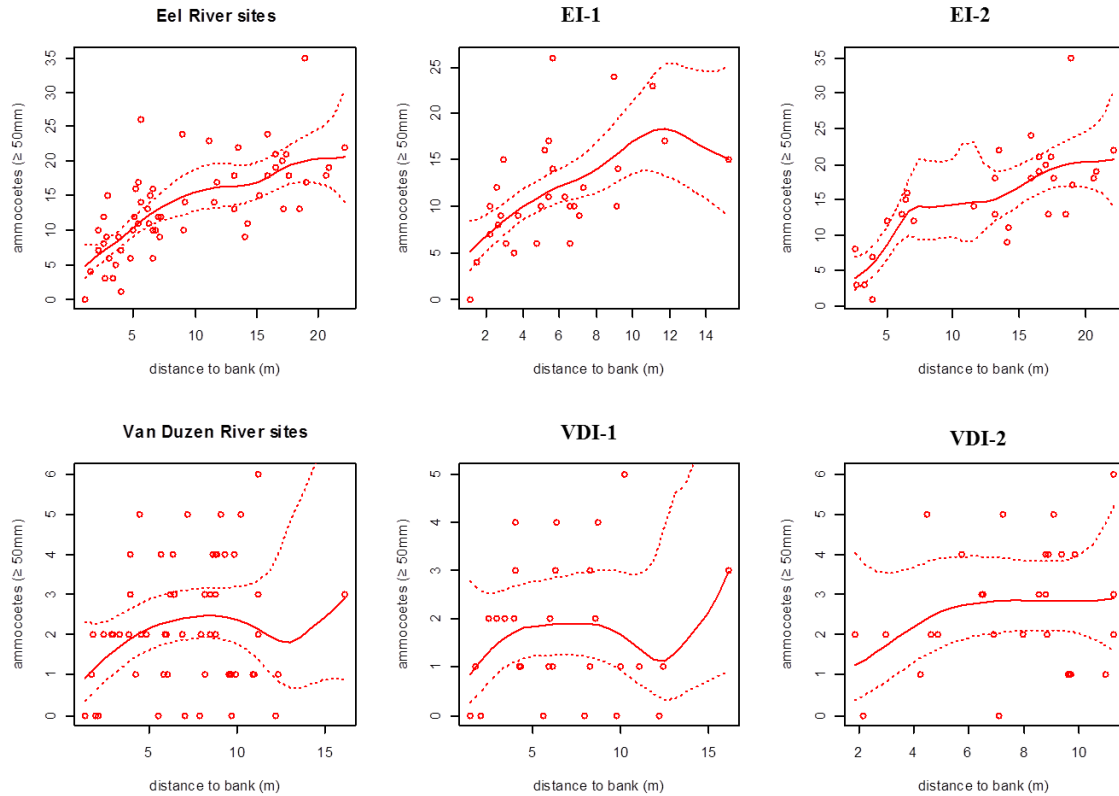 Eel River sites
EI-1
EI-2
ammocoetes (≥ 50mm)
0 5 10 15 20 25 30 35
5 10 15 20
distance to bank (m)
ammocoetes (≥ 50mm)
0 5 10 15 20 25
2 4 6 8 10 12 14
distance to bank (m)
ammocoetes (≥ 50mm)
0 5 10 15 20 25 30 35
5 10 15 20
distance to bank (m)
Van Duzen River sites
VDI-1
VDI-2
ammocoetes (≥ 50mm)
0 1 2 3 4 5 6
5 10 15
distance to bank (m)
ammocoetes (≥ 50mm)
0 1 2 3 4 5
5 10 15
distance to bank (m)
ammocoetes (≥ 50mm)
0 1 2 3 4 5 6
2 4 6 8 10
distance to bank (m)